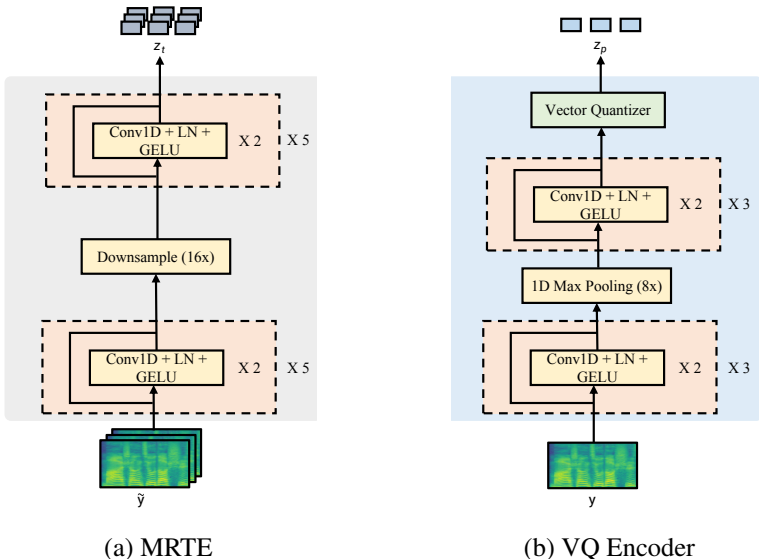 z_t
Conv1D + LN +
GELU
X 2
X 5
Downsample (16x)
Conv1D + LN +
GELU
X 2
X 5
ỹ
(a) MRTE
z_p
Vector Quantizer
Conv1D + LN +
GELU
X 2
X 3
1D Max Pooling (8x)
Conv1D + LN +
GELU
X 2
X 3
y
(b) VQ Encoder